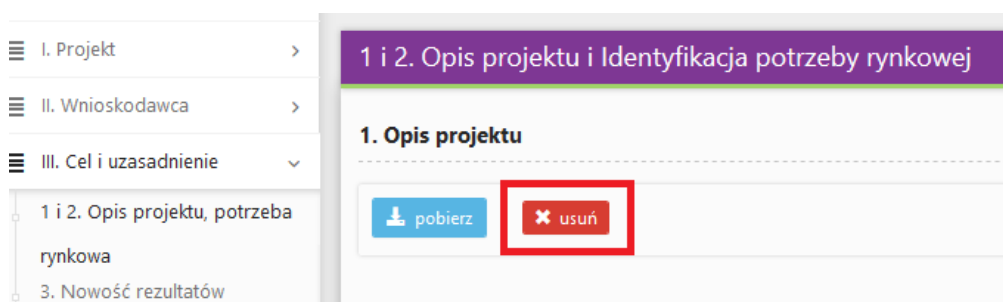 I. Projekt
II. Wnioskodawca
III. Cel i uzasadnienie
1 i 2. Opis projektu, potrzeba
rynkowa
3. Nowość rezultatów
1 i 2. Opis projektu i Identyfikacja potrzeby rynkowej
1. Opis projektu
pobierz
usuń